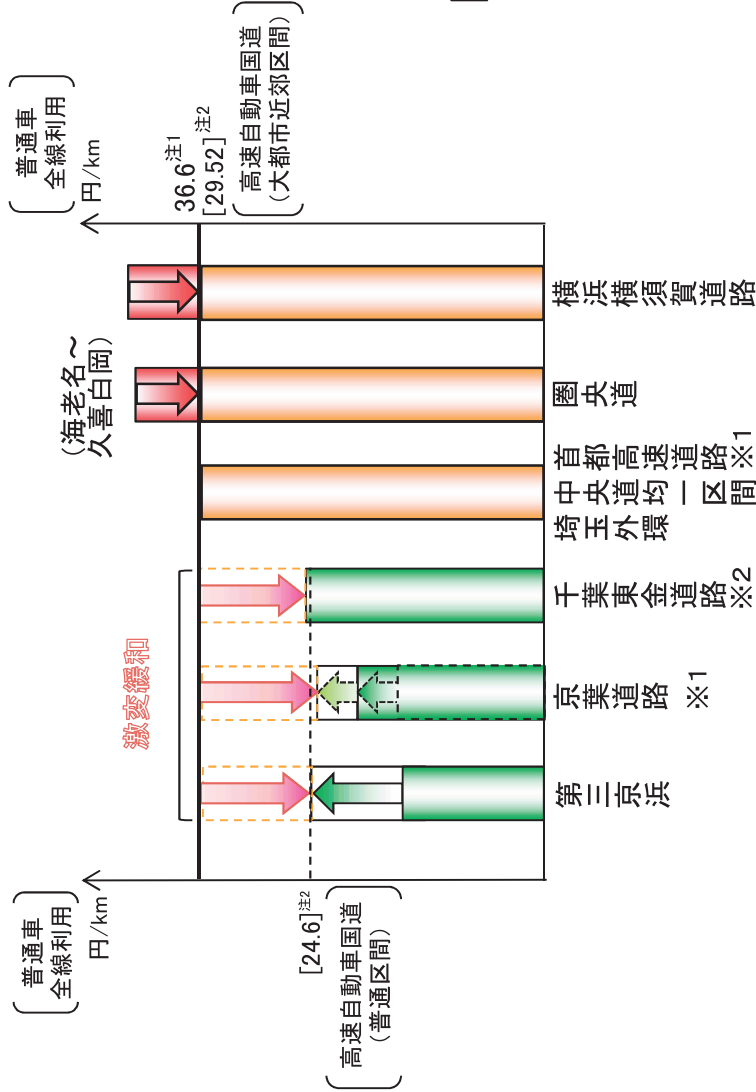 普通車
全線利用
円/km
[24.6]注2
高速自動車国道
(普通区間)
激変緩和
第三京浜
京葉道路 ※1
千葉東金道路※2
埼玉外環
中央道均一区間
首都高速道路※1
圏央道
横浜横須賀道路
(海老名～
久喜白岡)
普通車
全線利用
円/km
36.6注1
[29.52]注2
高速自動車国道
(大都市近郊区間)